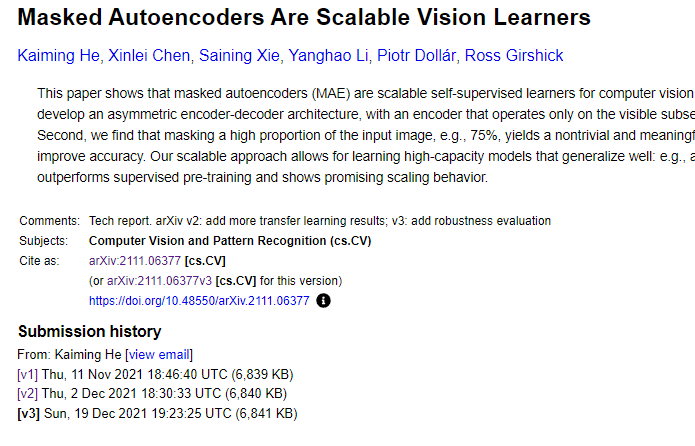 Masked Autoencoders Are Scalable Vision Learners
Kaiming He, Xinlei Chen, Saining Xie, Yanghao Li, Piotr Dollár, Ross Girshick
This paper shows that masked autoencoders (MAE) are scalable self-supervised learners for computer vision
develop an asymmetric encoder-decoder architecture, with an encoder that operates only on the visible subse
Second, we find that masking a high proportion of the input image, e.g., 75%, yields a nontrivial and meaningf
improve accuracy. Our scalable approach allows for learning high-capacity models that generalize well: e.g., a
outperforms supervised pre-training and shows promising scaling behavior.
Comments: Tech report. arXiv v2: add more transfer learning results; v3: add robustness evaluation
Subjects: Computer Vision and Pattern Recognition (cs.CV)
Cite as: arXiv:2111.06377 [cs.CV]
(or arXiv:2111.06377v3 [cs.CV] for this version)
https://doi.org/10.48550/arXiv.2111.06377
Submission history
From: Kaiming He [view email]
[v1] Thu, 11 Nov 2021 18:46:40 UTC (6,839 KB)
[v2] Thu, 2 Dec 2021 18:30:33 UTC (6,840 KB)
[v3] Sun, 19 Dec 2021 19:23:25 UTC (6,841 KB)